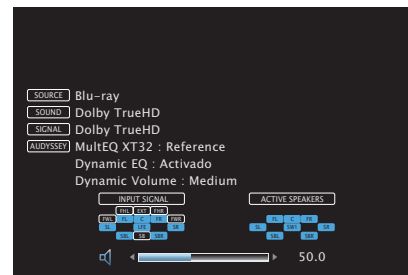 SOURCE Blu-ray
SOUND Dolby TrueHD
SIGNAL Dolby TrueHD
AUDYSSEY MultEQ XT32 : Reference
Dynamic EQ : Activado
Dynamic Volume : Medium
INPUT SIGNAL ACTIVE SPEAKERS
FHL EXT FHR
FWL FL C FR FWR FL C FR
SL LFE SR SL SW1 SR
SBL SB SBR SBL SBR
50.0